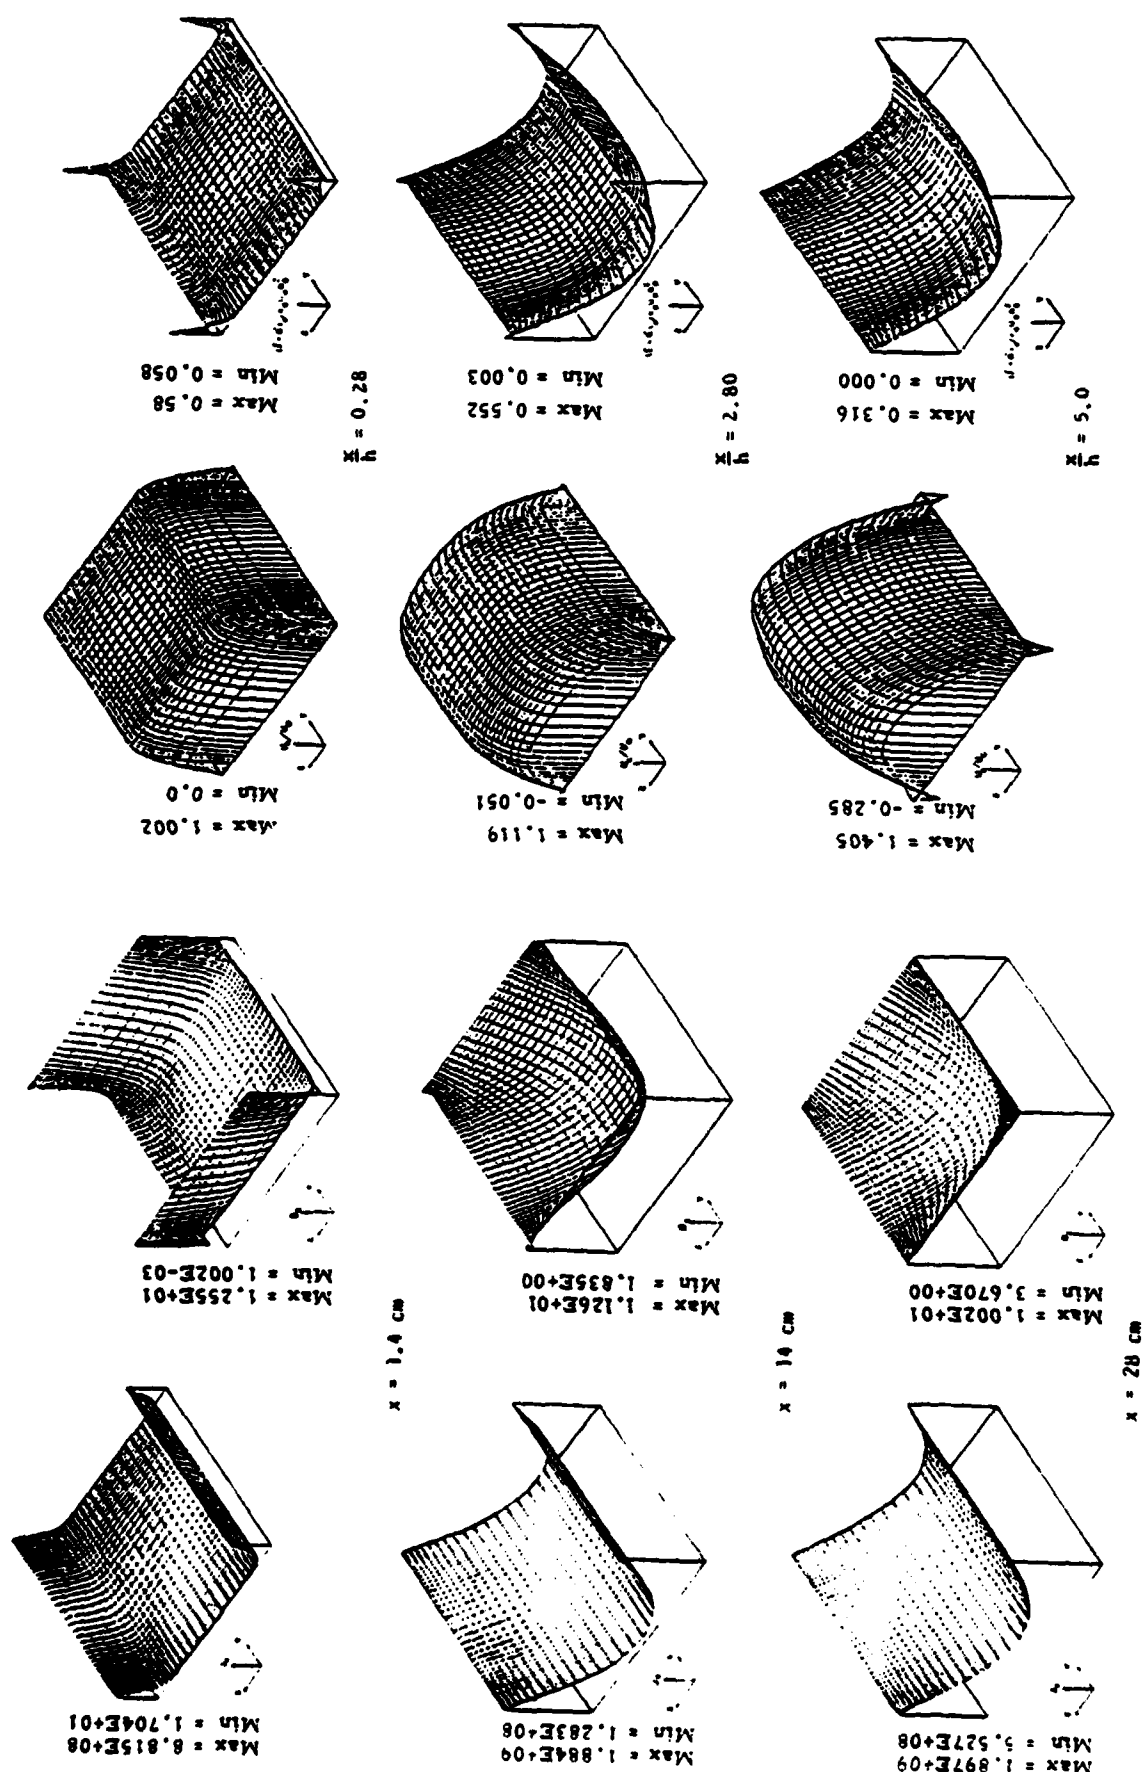 Max = 0.58
Min = 0.058
x/h = 0.28
Max = 0.552
Min = 0.003
x/h = 2.80
Max = 0.316
Min = 0.000
x/h = 5.0
Max = 1.002
Min = 0.0
Max = 1.119
Min = -0.051
Max = 1.405
Min = -0.285
Max = 1.255E+01
Min = 1.002E-03
x = 1.4 cm
Max = 1.126E+01
Min = 1.835E+00
x = 14 cm
Max = 1.002E+01
Min = 3.670E+00
x = 28 cm
Max = 8.815E+08
Min = 1.704E+01
Max = 1.884E+09
Min = 1.283E+08
Max = 1.897E+09
Min = 5.527E+08